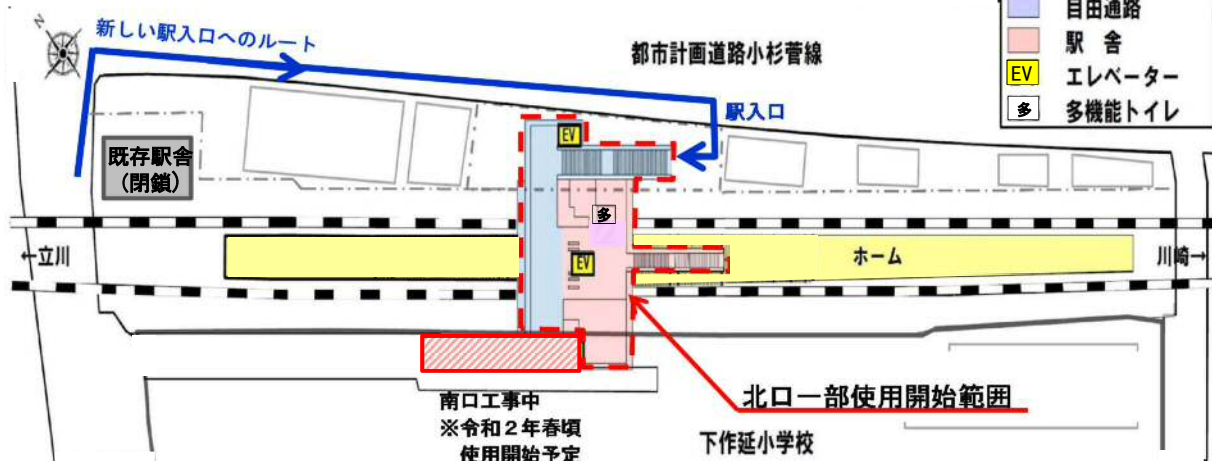 自由通路
新しい駅入口へのルート
都市計画道路小杉菅線
駅 舎
EV
エレベーター
多
多機能トイレ
N
駅入口
EV
既存駅舎
(閉鎖)
多
←立川
EV
ホーム
川崎→
南口工事中
※令和2年春頃
使用開始予定
北口一部使用開始範囲
下作延小学校